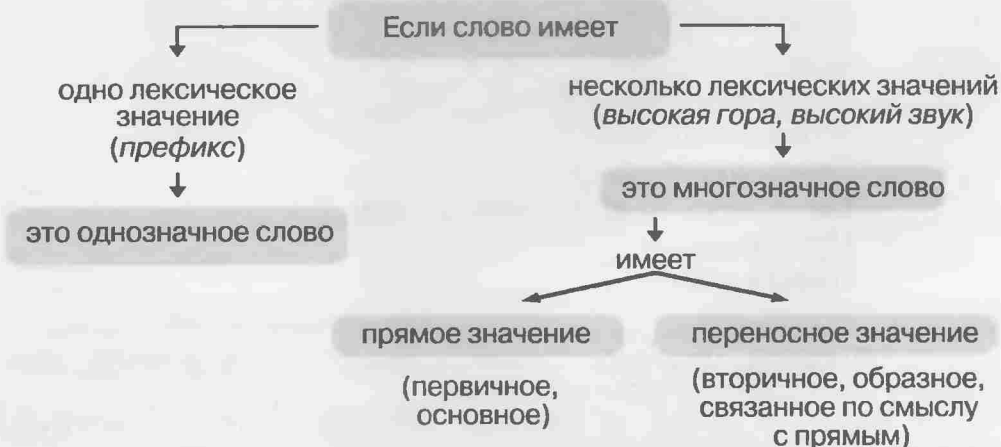 Если слово имеет
одно лексическое
значение
(префикс)
это однозначное слово
несколько лексических значений
(высокая гора, высокий звук)
это многозначное слово
имеет
прямое значение
(первичное,
основное)
переносное значение
(вторичное, образное,
связанное по смыслу
с прямым)